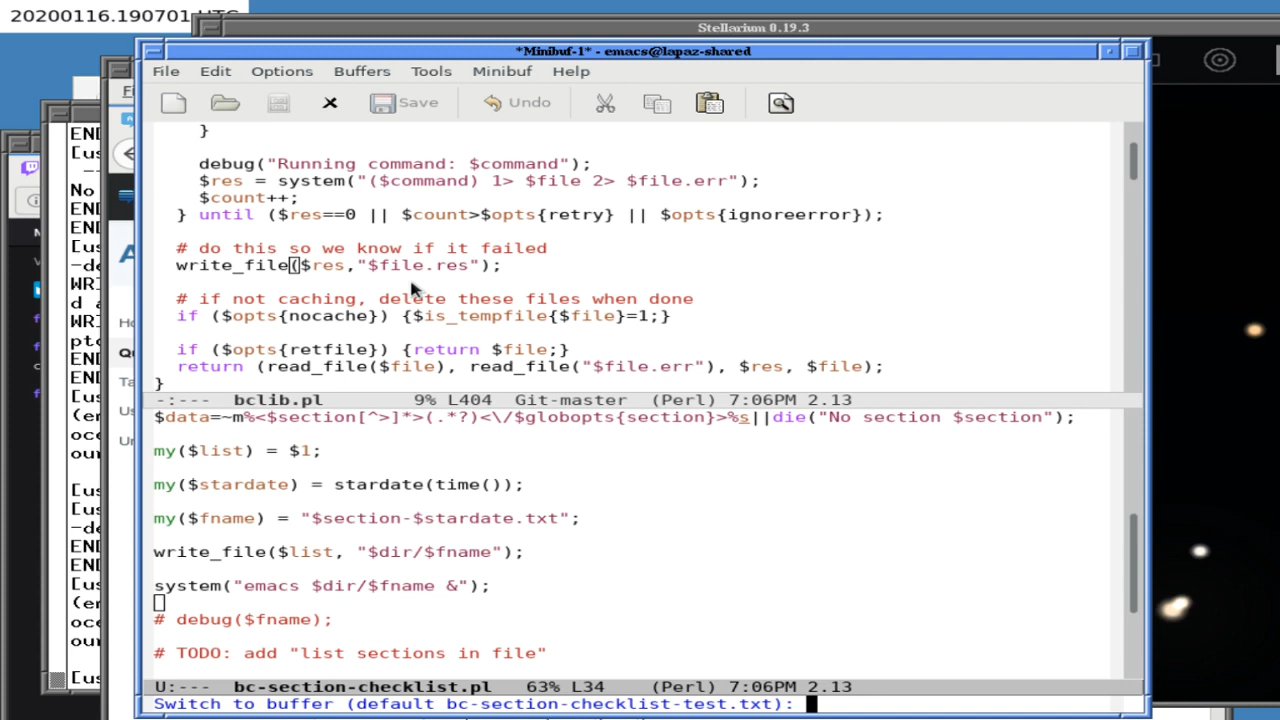 20200116.190701 UTC
Stellarium 0.19.3
*Minibuf-1* - emacs@lapaz-shared
File Edit Options Buffers Tools Minibuf Help
Save Undo
}
debug("Running command: $command");
$res = system("($command) 1> $file 2> $file.err");
$count++;
} until ($res==0 || $count>$opts{retry} || $opts{ignoreerror});
# do this so we know if it failed
write_file($res,"$file.res");
# if not caching, delete these files when done
if ($opts{nocache}) {$is_tempfile{$file}=1;}
if ($opts{retfile}) {return $file;}
return (read_file($file), read_file("$file.err"), $res, $file);
}
-:--- bclib.pl 9% L404 Git-master (Perl) 7:06PM 2.13
$data=~m%<$section[^>]*>(.*?)<\/$globopts{section}>%s||die("No section $section");
my($list) = $1;
my($stardate) = stardate(time());
my($fname) = "$section-$stardate.txt";
write_file($list, "$dir/$fname");
system("emacs $dir/$fname &");
# debug($fname);
# TODO: add "list sections in file"
U:--- bc-section-checklist.pl 63% L34 (Perl) 7:06PM 2.13
Switch to buffer (default bc-section-checklist-test.txt):